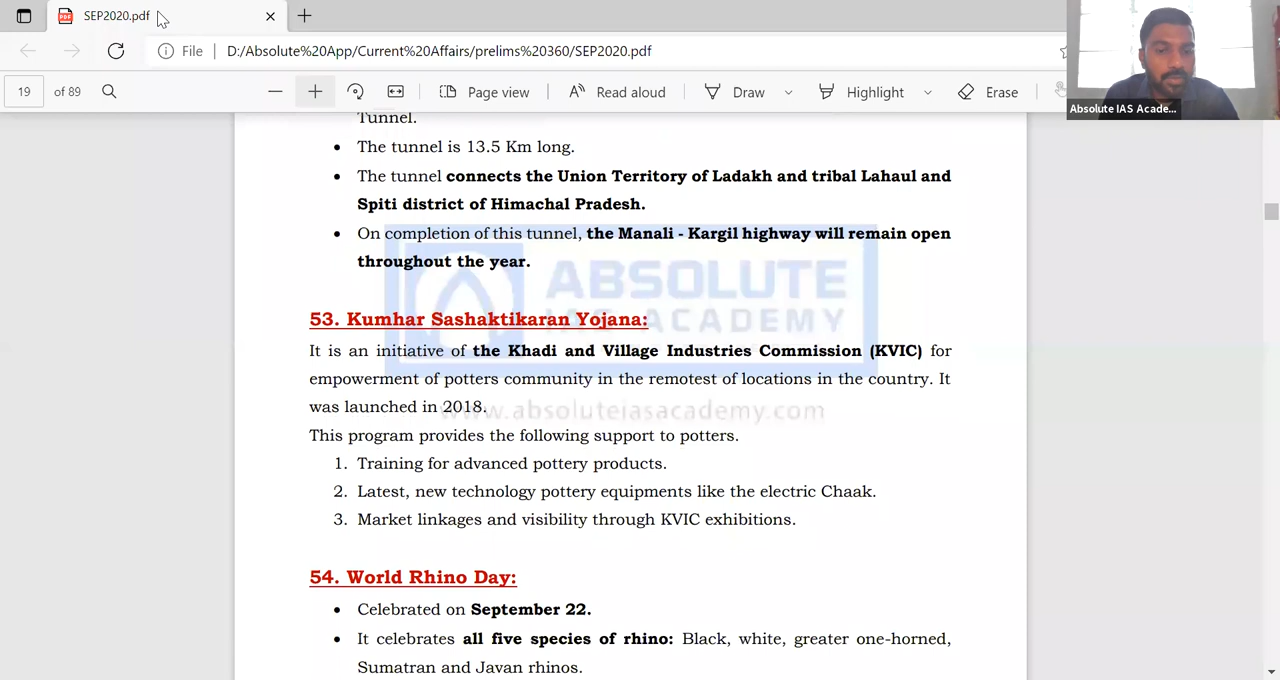 SEP2020.pdf
File
D:/Absolute%20App/Current%20Affairs/prelims%20360/SEP2020.pdf
19 of 89
Page view
Read aloud
Draw
Highlight
Erase
Absolute IAS Acade...
Tunnel.
• The tunnel is 13.5 Km long.
• The tunnel connects the Union Territory of Ladakh and tribal Lahaul and
Spiti district of Himachal Pradesh.
• On completion of this tunnel, the Manali - Kargil highway will remain open
throughout the year.
ABSOLUTE
IAS ACADEMY
www.absoluteiasacademy.com
53. Kumhar Sashaktikaran Yojana:
It is an initiative of the Khadi and Village Industries Commission (KVIC) for
empowerment of potters community in the remotest of locations in the country. It
was launched in 2018.
This program provides the following support to potters.
1. Training for advanced pottery products.
2. Latest, new technology pottery equipments like the electric Chaak.
3. Market linkages and visibility through KVIC exhibitions.
54. World Rhino Day:
• Celebrated on September 22.
• It celebrates all five species of rhino: Black, white, greater one-horned,
Sumatran and Javan rhinos.